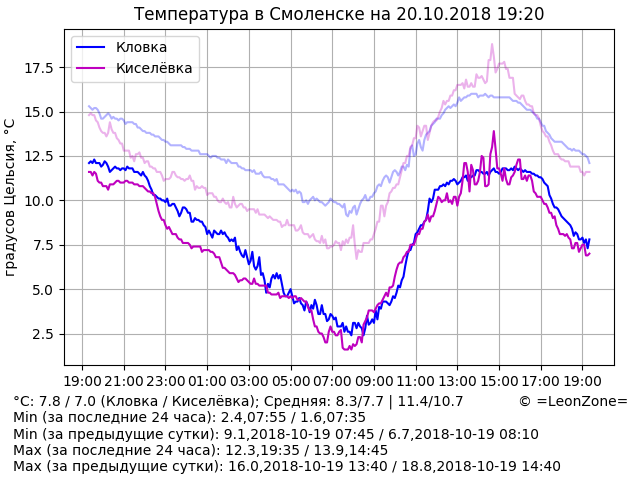 Температура в Смоленске на 20.10.2018 19:20
Кловка
Киселёвка
градусов Цельсия, °C
17.5
15.0
12.5
10.0
7.5
5.0
2.5
19:00 21:00 23:00 01:00 03:00 05:00 07:00 09:00 11:00 13:00 15:00 17:00 19:00
°C: 7.8 / 7.0 (Кловка / Киселёвка); Средняя: 8.3/7.7 | 11.4/10.7 © =LeonZone=
Min (за последние 24 часа): 2.4,07:55 / 1.6,07:35
Min (за предыдущие сутки): 9.1,2018-10-19 07:45 / 6.7,2018-10-19 08:10
Max (за последние 24 часа): 12.3,19:35 / 13.9,14:45
Max (за предыдущие сутки): 16.0,2018-10-19 13:40 / 18.8,2018-10-19 14:40